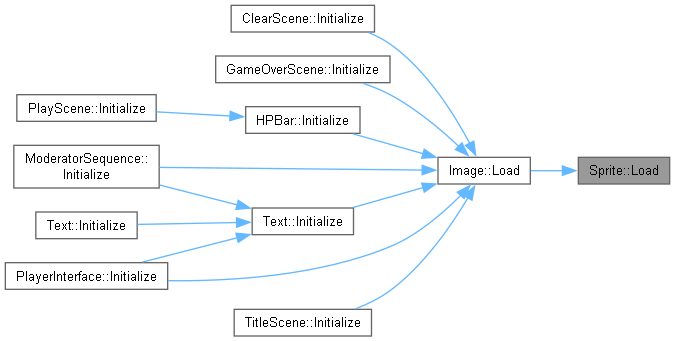 ClearScene::Initialize
GameOverScene::Initialize
PlayScene::Initialize
HPBar::Initialize
ModeratorSequence::
Initialize
Image::Load
Sprite::Load
Text::Initialize
Text::Initialize
PlayerInterface::Initialize
TitleScene::Initialize